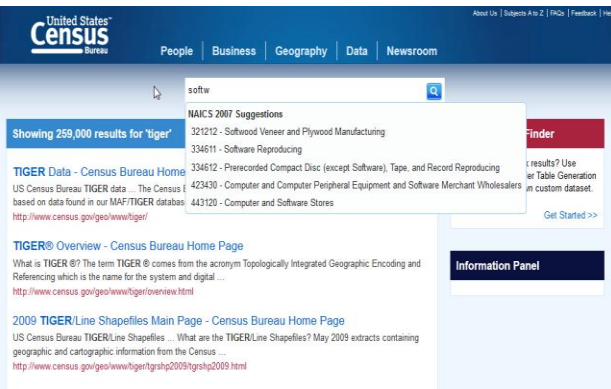 About Us | Subjects A to Z | FAQs | Feedback | He
United States™
Census
Bureau
People | Business | Geography | Data | Newsroom
softw
NAICS 2007 Suggestions
321212 - Softwood Veneer and Plywood Manufacturing
334611 - Software Reproducing
334612 - Prerecorded Compact Disc (except Software), Tape, and Record Reproducing
423430 - Computer and Computer Peripheral Equipment and Software Merchant Wholesalers
443120 - Computer and Software Stores
Showing 259,000 results for 'tiger'
TIGER Data - Census Bureau Home
US Census Bureau TIGER data ... The Census
based on data found in our MAF/TIGER databas
http://www.census.gov/geo/www/tiger/
TIGER® Overview - Census Bureau Home Page
What is TIGER ®? The term TIGER ® comes from the acronym Topologically Integrated Geographic Encoding and
Referencing which is the name for the system and digital ...
http://www.census.gov/geo/www/tiger/overview.html
2009 TIGER/Line Shapefiles Main Page - Census Bureau Home Page
US Census Bureau TIGER/Line Shapefiles ... What are the TIGER/Line Shapefiles? May 2009 extracts containing
geographic and cartographic information from the Census ...
http://www.census.gov/geo/www/tiger/tgrshp2009/tgrshp2009.html
Finder
results? Use
er Table Generation
custom dataset.
Get Started >>
Information Panel